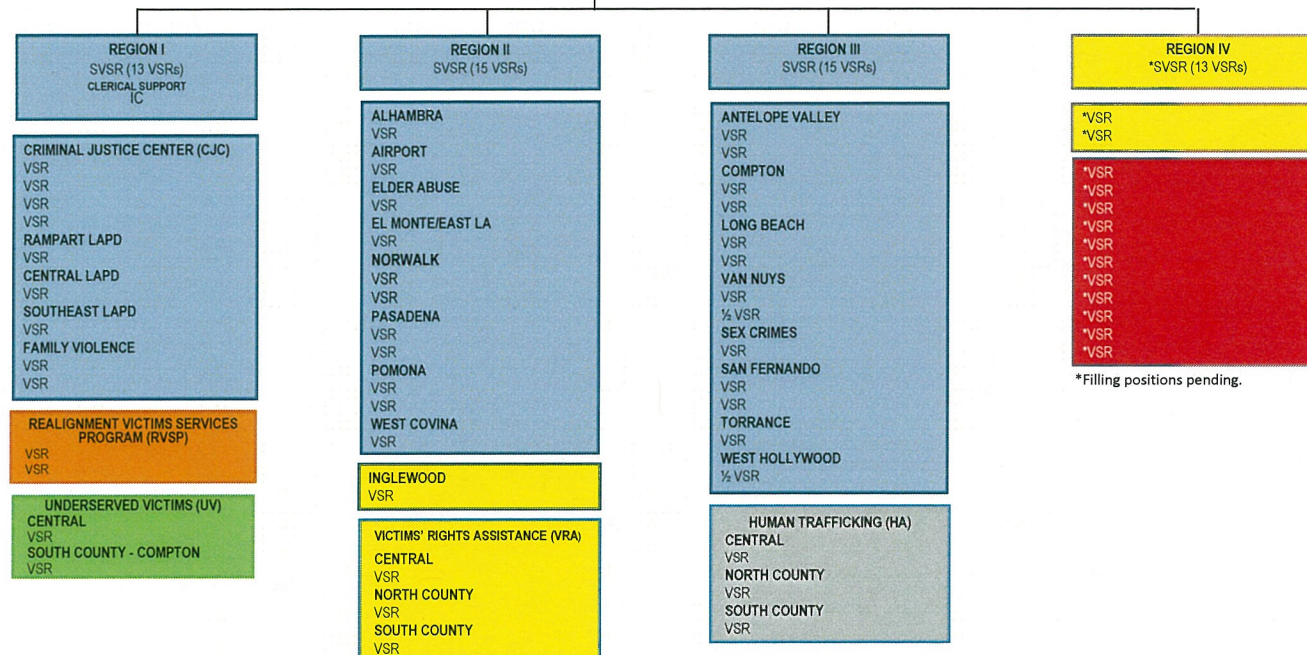 REGION I
SVSR (13 VSRs)
CLERICAL SUPPORT
IC
CRIMINAL JUSTICE CENTER (CJC)
VSR
VSR
VSR
VSR
RAMPART LAPD
VSR
CENTRAL LAPD
VSR
SOUTHEAST LAPD
VSR
FAMILY VIOLENCE
VSR
VSR
REALIGNMENT VICTIMS SERVICES
PROGRAM (RVSP)
VSR
VSR
UNDERSERVED VICTIMS (UV)
CENTRAL
VSR
SOUTH COUNTY - COMPTON
VSR
REGION II
SVSR (15 VSRs)
ALHAMBRA
VSR
AIRPORT
VSR
ELDER ABUSE
VSR
EL MONTE/EAST LA
VSR
NORWALK
VSR
VSR
PASADENA
VSR
VSR
POMONA
VSR
VSR
WEST COVINA
VSR
INGLEWOOD
VSR
VICTIMS' RIGHTS ASSISTANCE (VRA)
CENTRAL
VSR
NORTH COUNTY
VSR
SOUTH COUNTY
VSR
REGION III
SVSR (15 VSRs)
ANTELOPE VALLEY
VSR
VSR
COMPTON
VSR
VSR
LONG BEACH
VSR
VSR
VAN NUYS
VSR
½ VSR
SEX CRIMES
VSR
SAN FERNANDO
VSR
VSR
TORRANCE
VSR
WEST HOLLYWOOD
½ VSR
HUMAN TRAFFICKING (HA)
CENTRAL
VSR
NORTH COUNTY
VSR
SOUTH COUNTY
VSR
REGION IV
*SVSR (13 VSRs)
*VSR
*VSR
*VSR
*VSR
*VSR
*VSR
*VSR
*VSR
*VSR
*VSR
*VSR
*VSR
*VSR
*Filling positions pending.